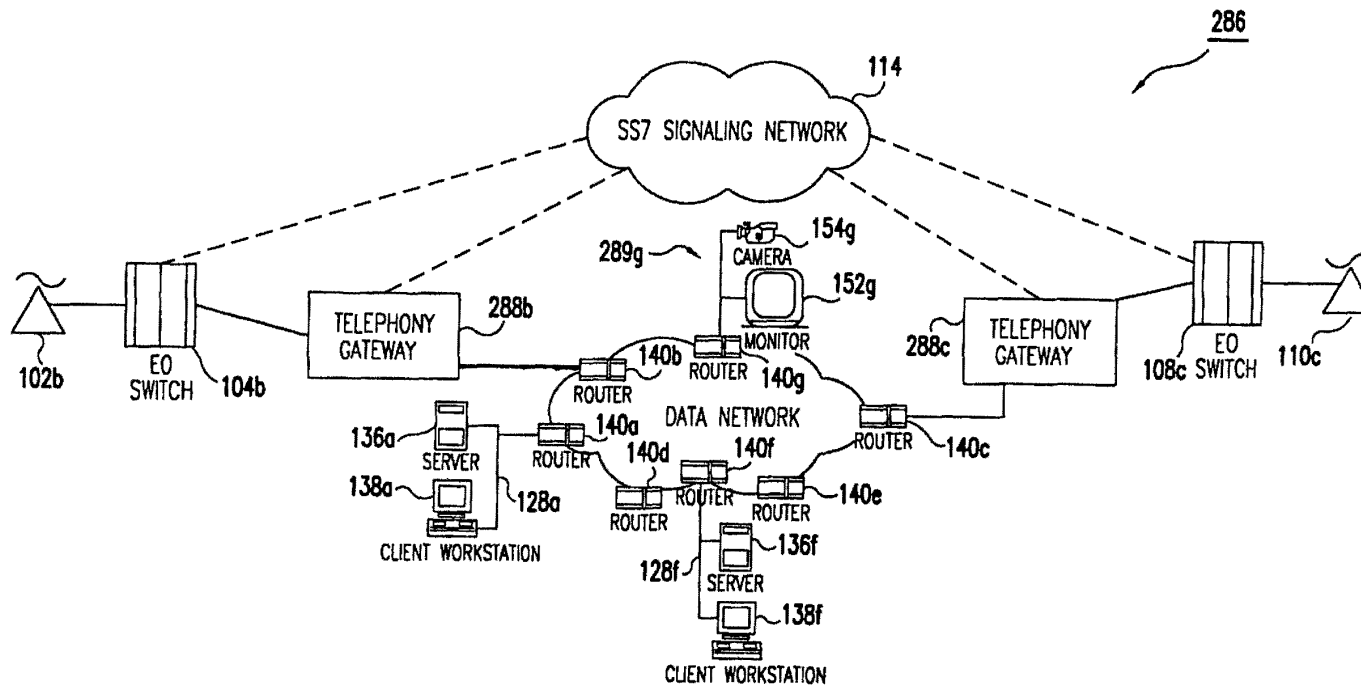 286
114
SS7 SIGNALING NETWORK
154g
CAMERA
289g
152g
MONITOR
288b
TELEPHONY
GATEWAY
TELEPHONY
GATEWAY
288c
102b
EO
SWITCH
104b
108c
EO
SWITCH
110c
140b
ROUTER
ROUTER
140g
DATA NETWORK
136a
SERVER
140a
ROUTER
140d
140f
ROUTER
140c
138a
128a
ROUTER
ROUTER
ROUTER
140e
CLIENT WORKSTATION
128f
136f
SERVER
138f
CLIENT WORKSTATION